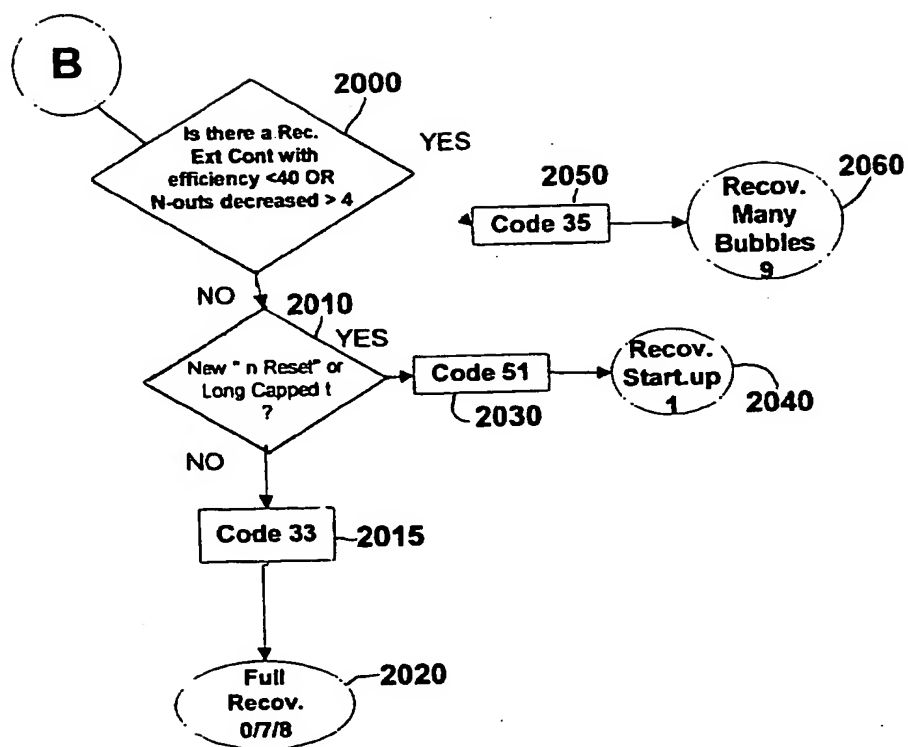 B
2000
Is there a Rec.
Ext Cont with
efficiency <40 OR
N-outs decreased > 4
YES
2050
Code 35
2060
Recov.
Many
Bubbles
9
NO
2010
YES
New " n Reset" or
Long Capped t
?
Code 51
2030
Recov.
Start.up
1
2040
NO
Code 33
2015
Full
Recov.
0/7/8
2020